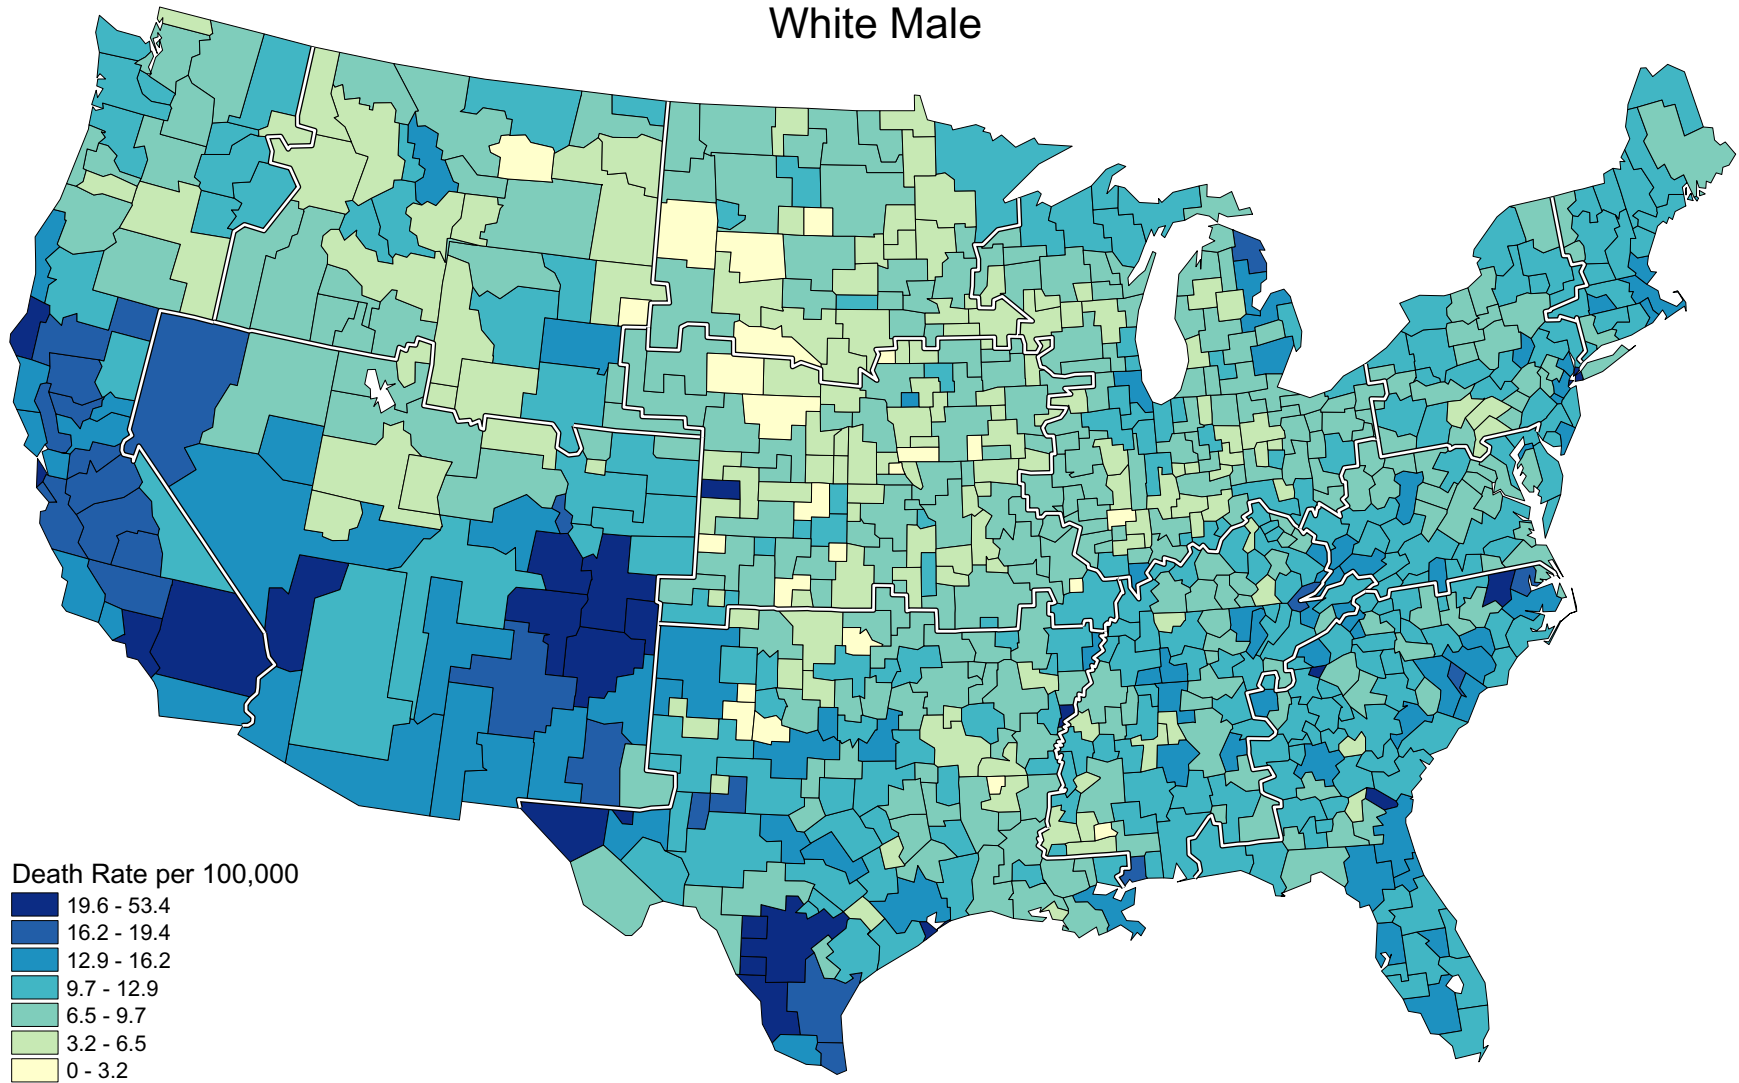 White Male
Death Rate per 100,000
19.6 - 53.4
16.2 - 19.4
12.9 - 16.2
9.7 - 12.9
6.5 - 9.7
3.2 - 6.5
0 - 3.2